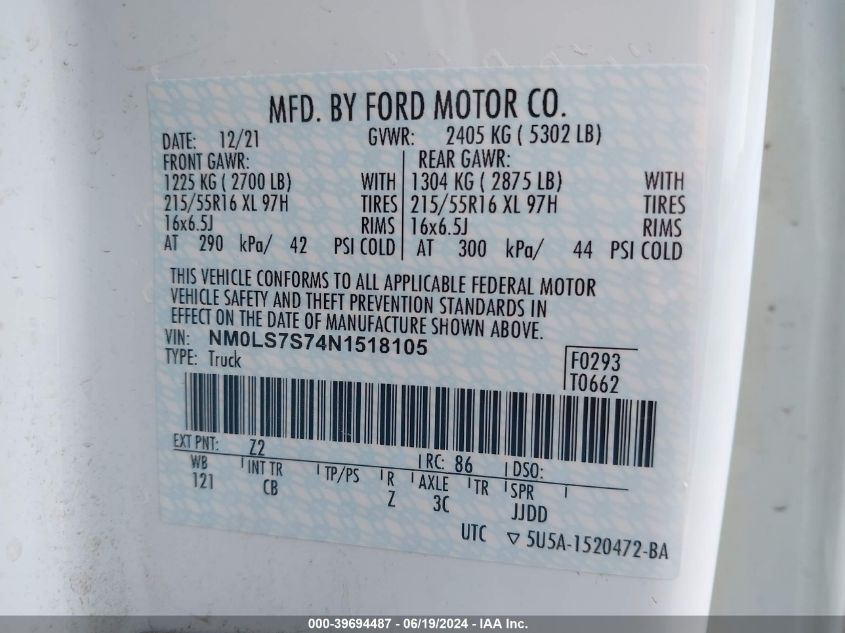 MFD. BY FORD MOTOR CO.
DATE: 12/21 GVWR: 2405 KG ( 5302 LB)
FRONT GAWR: REAR GAWR:
1225 KG ( 2700 LB) WITH 1304 KG ( 2875 LB) WITH
215/55R16 XL 97H TIRES 215/55R16 XL 97H TIRES
16x6.5J RIMS 16x6.5J RIMS
AT 290 kPa/ 42 PSI COLD AT 300 kPa/ 44 PSI COLD
THIS VEHICLE CONFORMS TO ALL APPLICABLE FEDERAL MOTOR
VEHICLE SAFETY AND THEFT PREVENTION STANDARDS IN
EFFECT ON THE DATE OF MANUFACTURE SHOWN ABOVE.
VIN: NM0LS7S74N1518105
TYPE: Truck
F0293
T0662
EXT PNT: Z2 RC: 86 DSO:
WB INT TR TP/PS R AXLE TR SPR
121 CB Z 3C JJDD
UTC ▽ 5U5A-1520472-BA
000-39694487 - 06/19/2024 - IAA Inc.